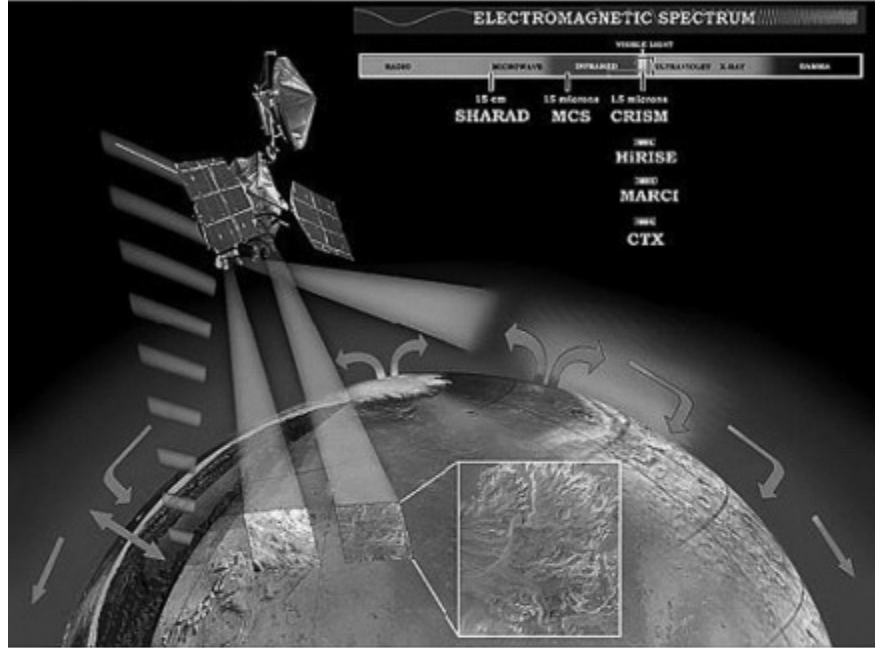 ELECTROMAGNETIC SPECTRUM
VISIBLE LIGHT
RADIO MICROWAVE INFRARED ULTRAVIOLET X-RAY GAMMA
15 cm 15 microns 1.5 microns
SHARAD MCS CRISM
HiRISE
MARCI
CTX